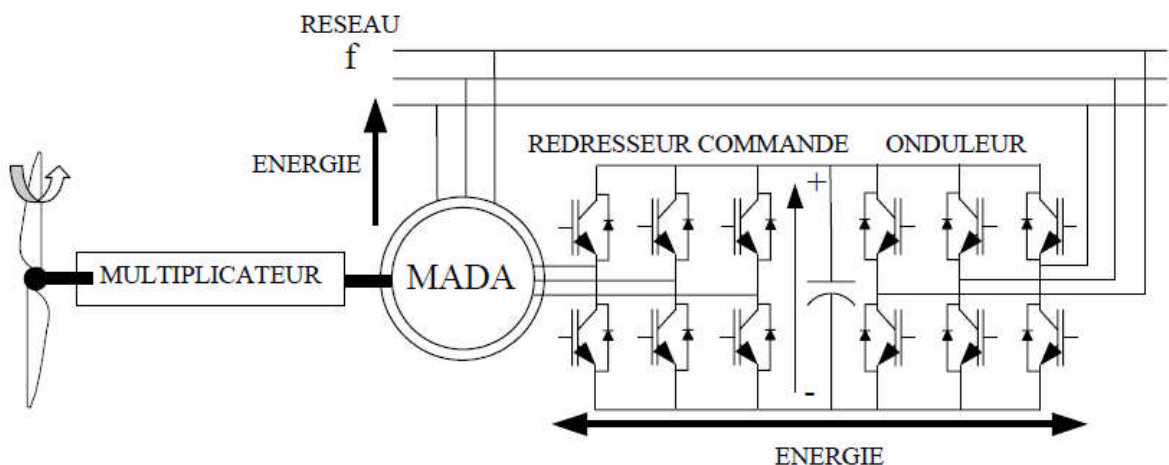 RESEAU
f
ENERGIE
REDRESSEUR COMMANDE
ONDULEUR
+
MULTIPLICATEUR
MADA
-
ENERGIE